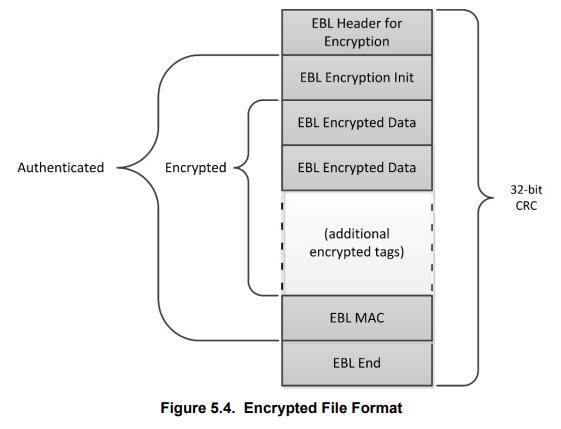 EBL Header for
Encryption
EBL Encryption Init
EBL Encrypted Data
Authenticated
Encrypted
EBL Encrypted Data
32-bit
CRC
(additional
encrypted tags)
EBL MAC
EBL End
Figure 5.4. Encrypted File Format